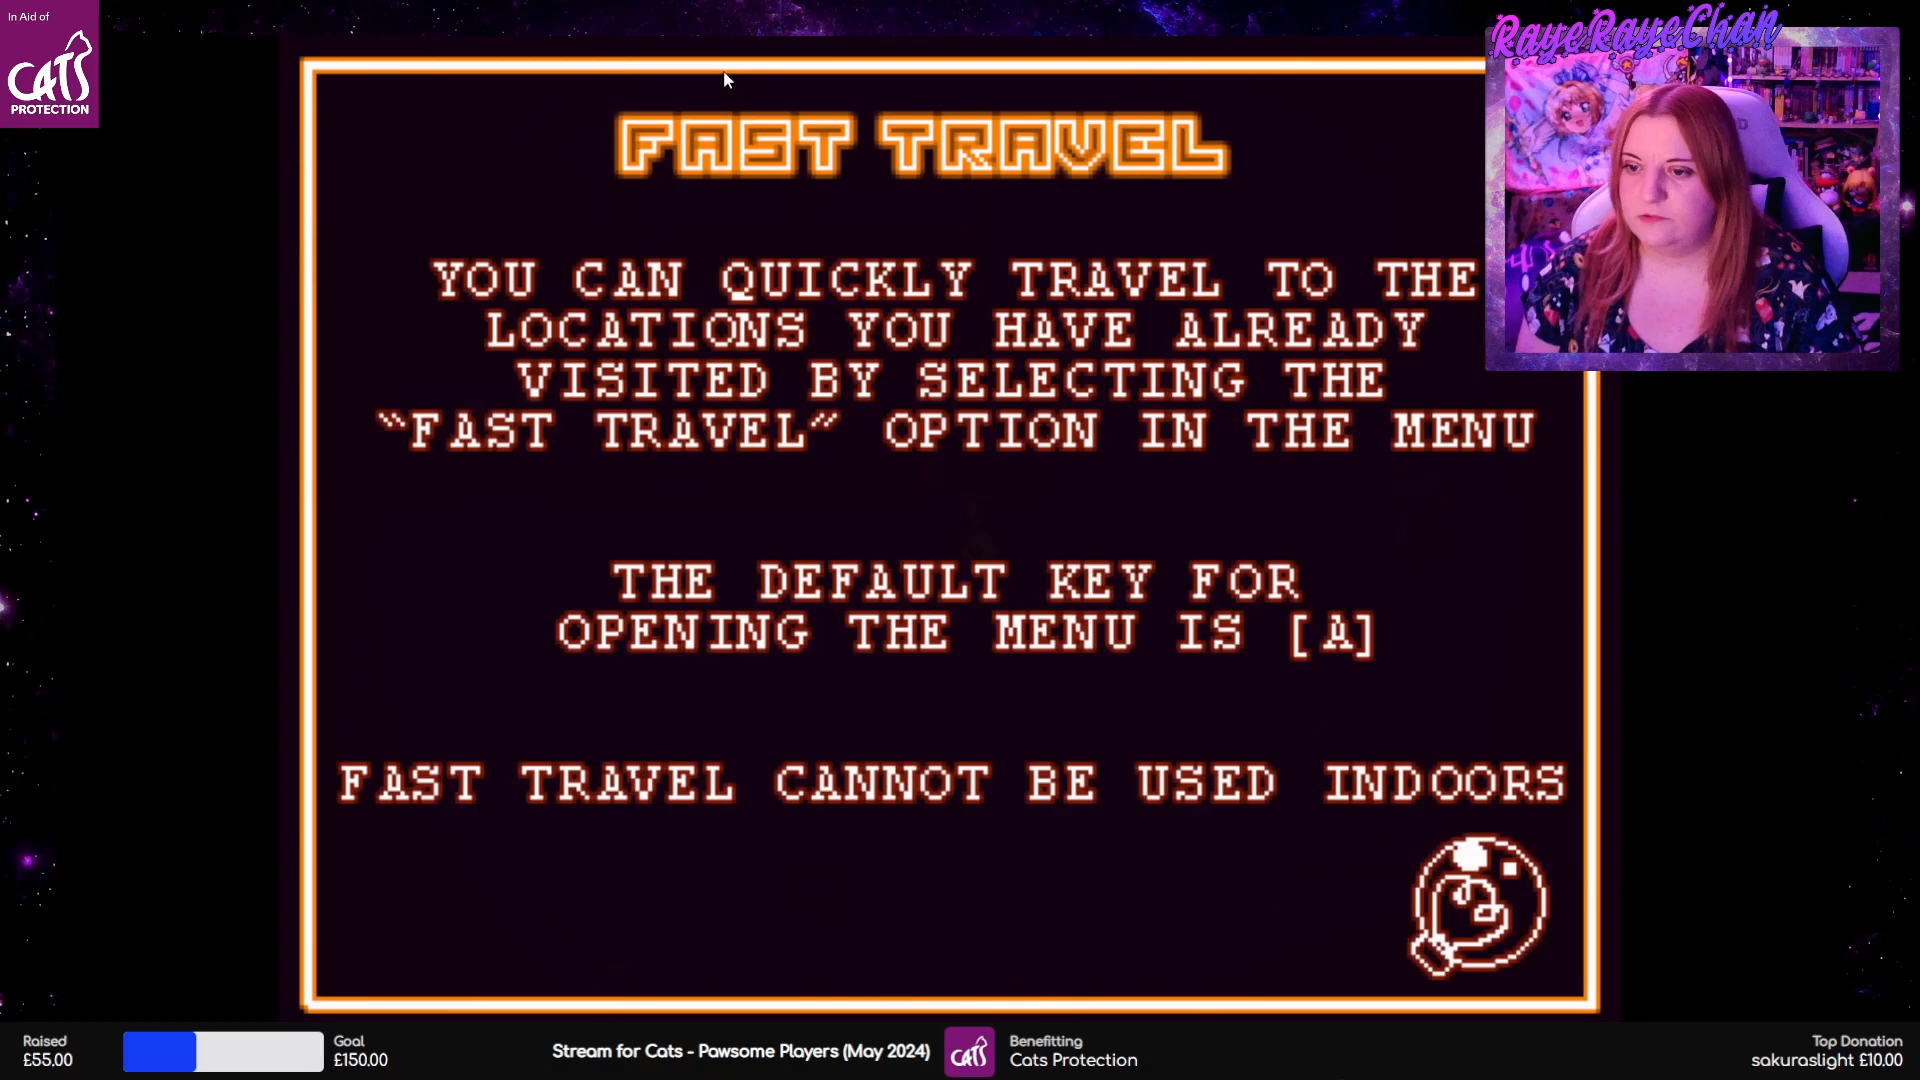 In Aid of
CATS
PROTECTION
RayeRayeChan
FAST TRAVEL
YOU CAN QUICKLY TRAVEL TO THE
LOCATIONS YOU HAVE ALREADY
VISITED BY SELECTING THE
"FAST TRAVEL" OPTION IN THE MENU
THE DEFAULT KEY FOR
OPENING THE MENU IS [A]
FAST TRAVEL CANNOT BE USED INDOORS
Raised
£55.00
Goal
£150.00
Stream for Cats - Pawsome Players (May 2024)
CATS
Benefitting
Cats Protection
Top Donation
sakuraslight £10.00